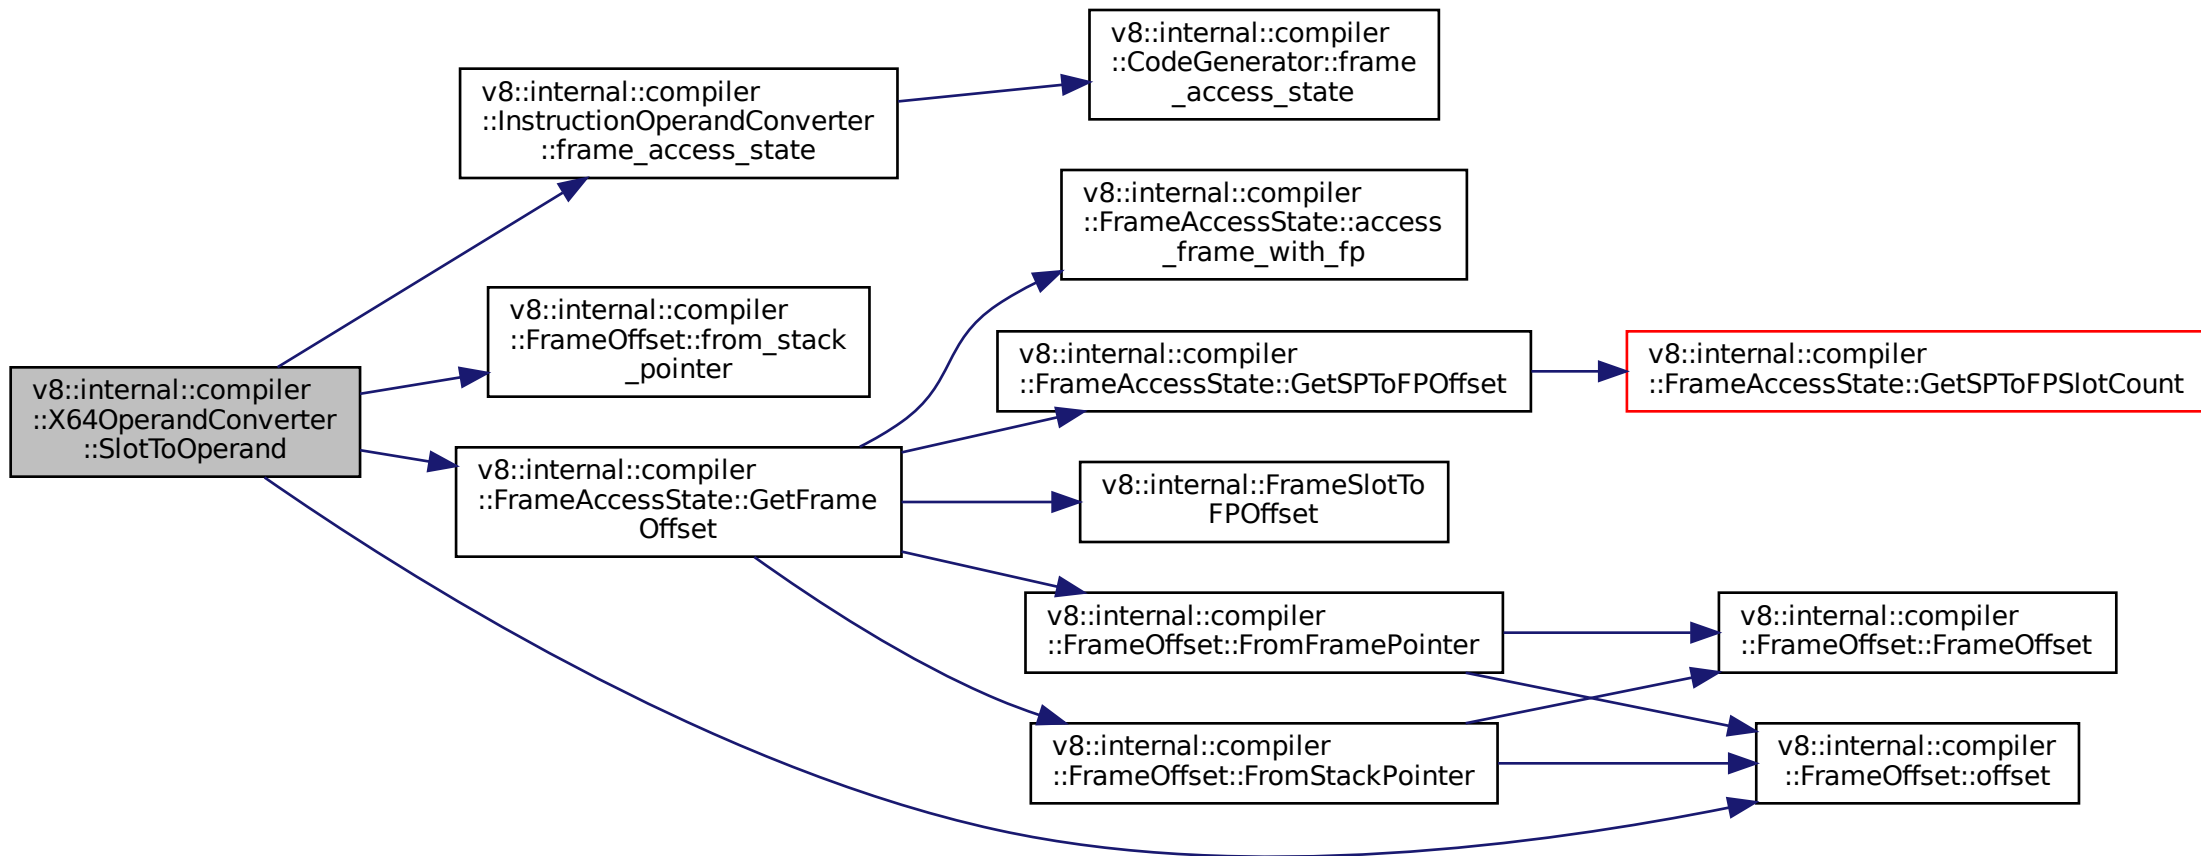 v8::internal::compiler
::CodeGenerator::frame
_access_state
v8::internal::compiler
::InstructionOperandConverter
::frame_access_state
v8::internal::compiler
::FrameAccessState::access
_frame_with_fp
v8::internal::compiler
::FrameOffset::from_stack
_pointer
v8::internal::compiler
::FrameAccessState::GetSPToFPOffset
v8::internal::compiler
::FrameAccessState::GetSPToFPSlotCount
v8::internal::compiler
::X64OperandConverter
::SlotToOperand
v8::internal::compiler
::FrameAccessState::GetFrame
Offset
v8::internal::FrameSlotTo
FPOffset
v8::internal::compiler
::FrameOffset::FromFramePointer
v8::internal::compiler
::FrameOffset::FrameOffset
v8::internal::compiler
::FrameOffset::FromStackPointer
v8::internal::compiler
::FrameOffset::offset